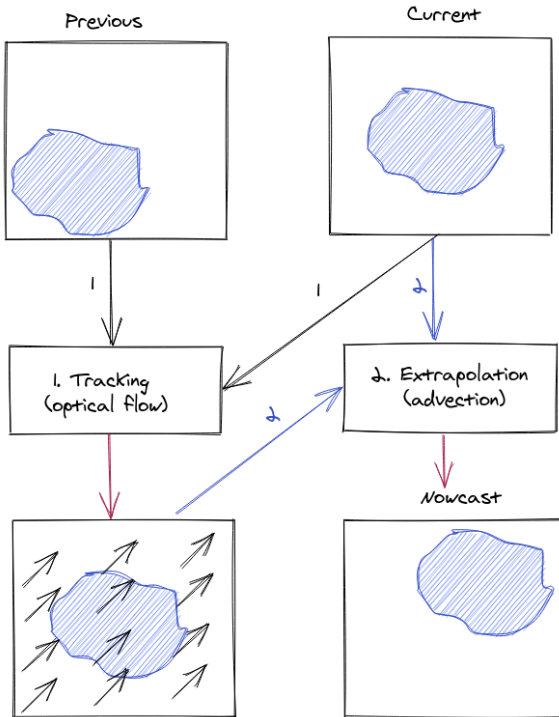 Previous
Current
1
1
2
1. Tracking
(optical flow)
2. Extrapolation
(advection)
2
Nowcast